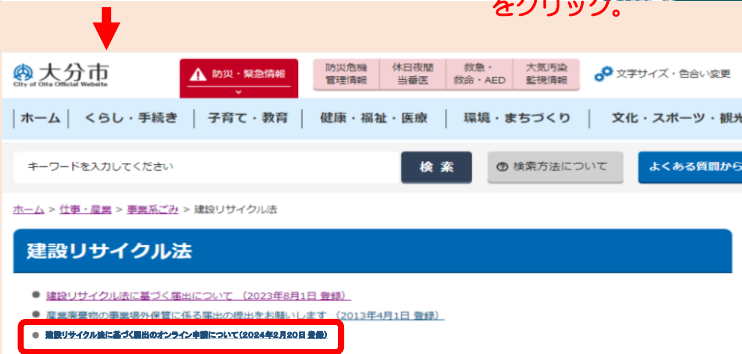 をクリック。
大分市
City of Oita Official Website
防災・緊急情報
防災危機
管理情報
休日夜間
当番医
救急・
救命・AED
大気汚染
監視情報
文字サイズ・色合い変更
ホーム
くらし・手続き
子育て・教育
健康・福祉・医療
環境・まちづくり
文化・スポーツ・観光
キーワードを入力してください
検索
検索方法について
よくある質問から
ホーム > 仕事・産業 > 事業系ごみ > 建設リサイクル法
建設リサイクル法
建設リサイクル法に基づく届出について （2023年8月1日 登録）
産業廃棄物の事業場外保管に係る届出の提出をお願いします （2013年4月1日 登録）
建設リサイクル法に基づく届出のオンライン申請について(2024年2月20日 登録)